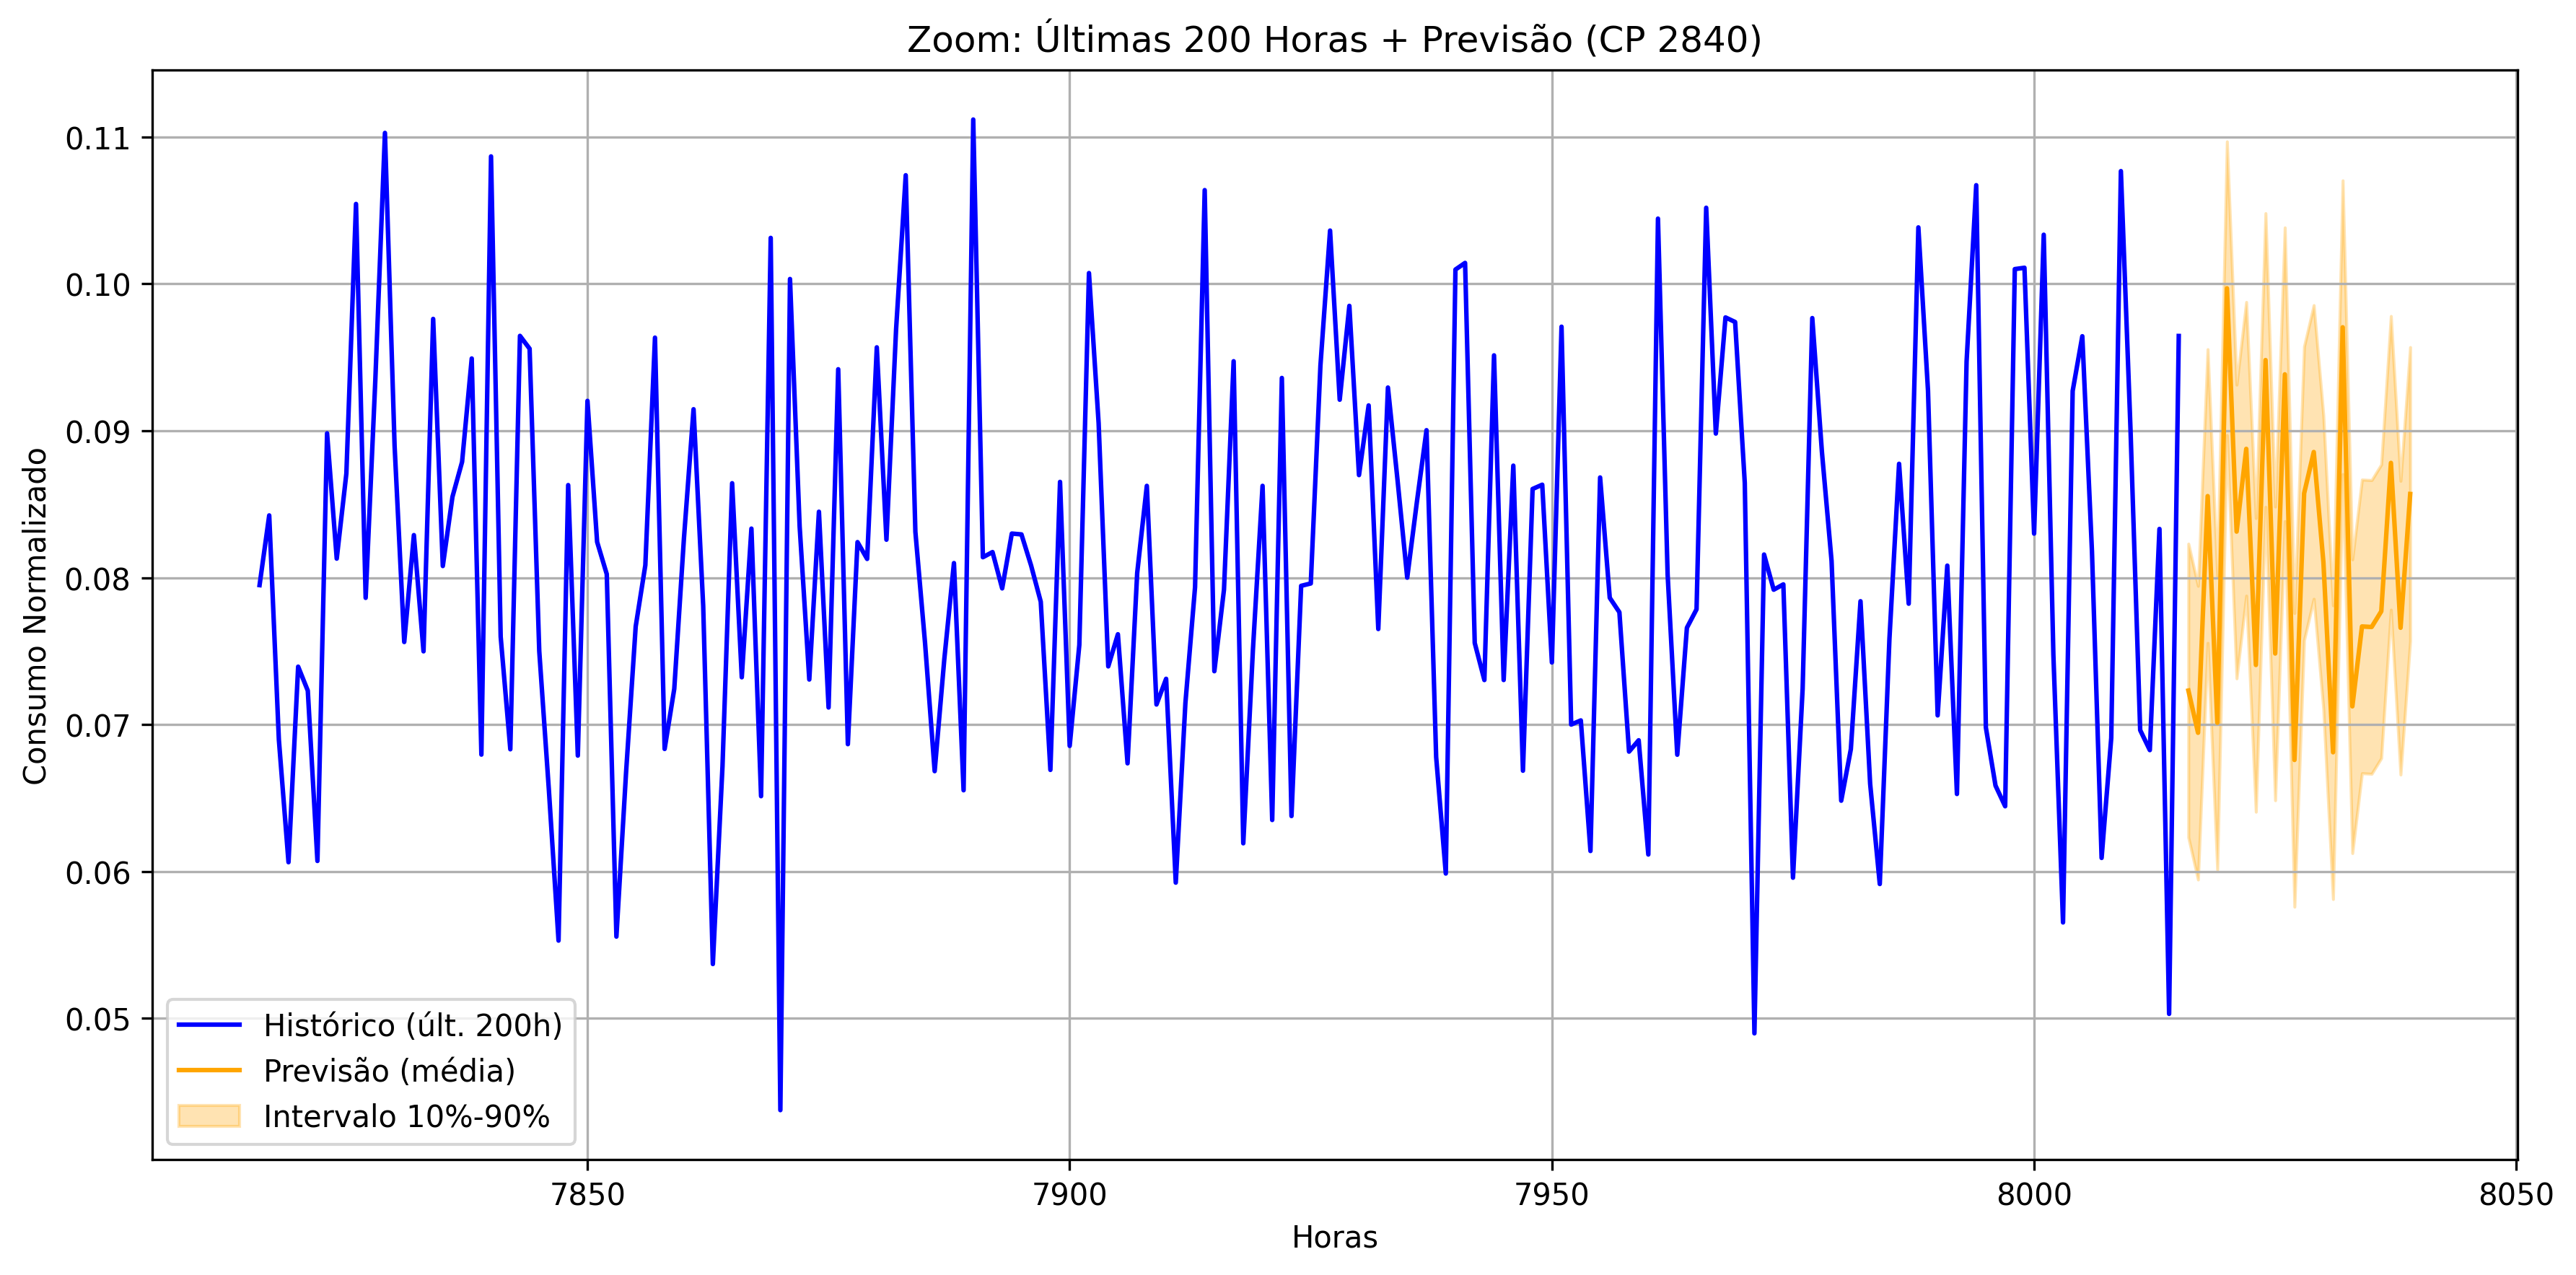 Zoom: Últimas 200 Horas + Previsão (CP 2840)
Consumo Normalizado
0.11
0.10
0.09
0.08
0.07
0.06
0.05
Histórico (últ. 200h)
Previsão (média)
Intervalo 10%-90%
7850 7900 7950 8000 8050
Horas